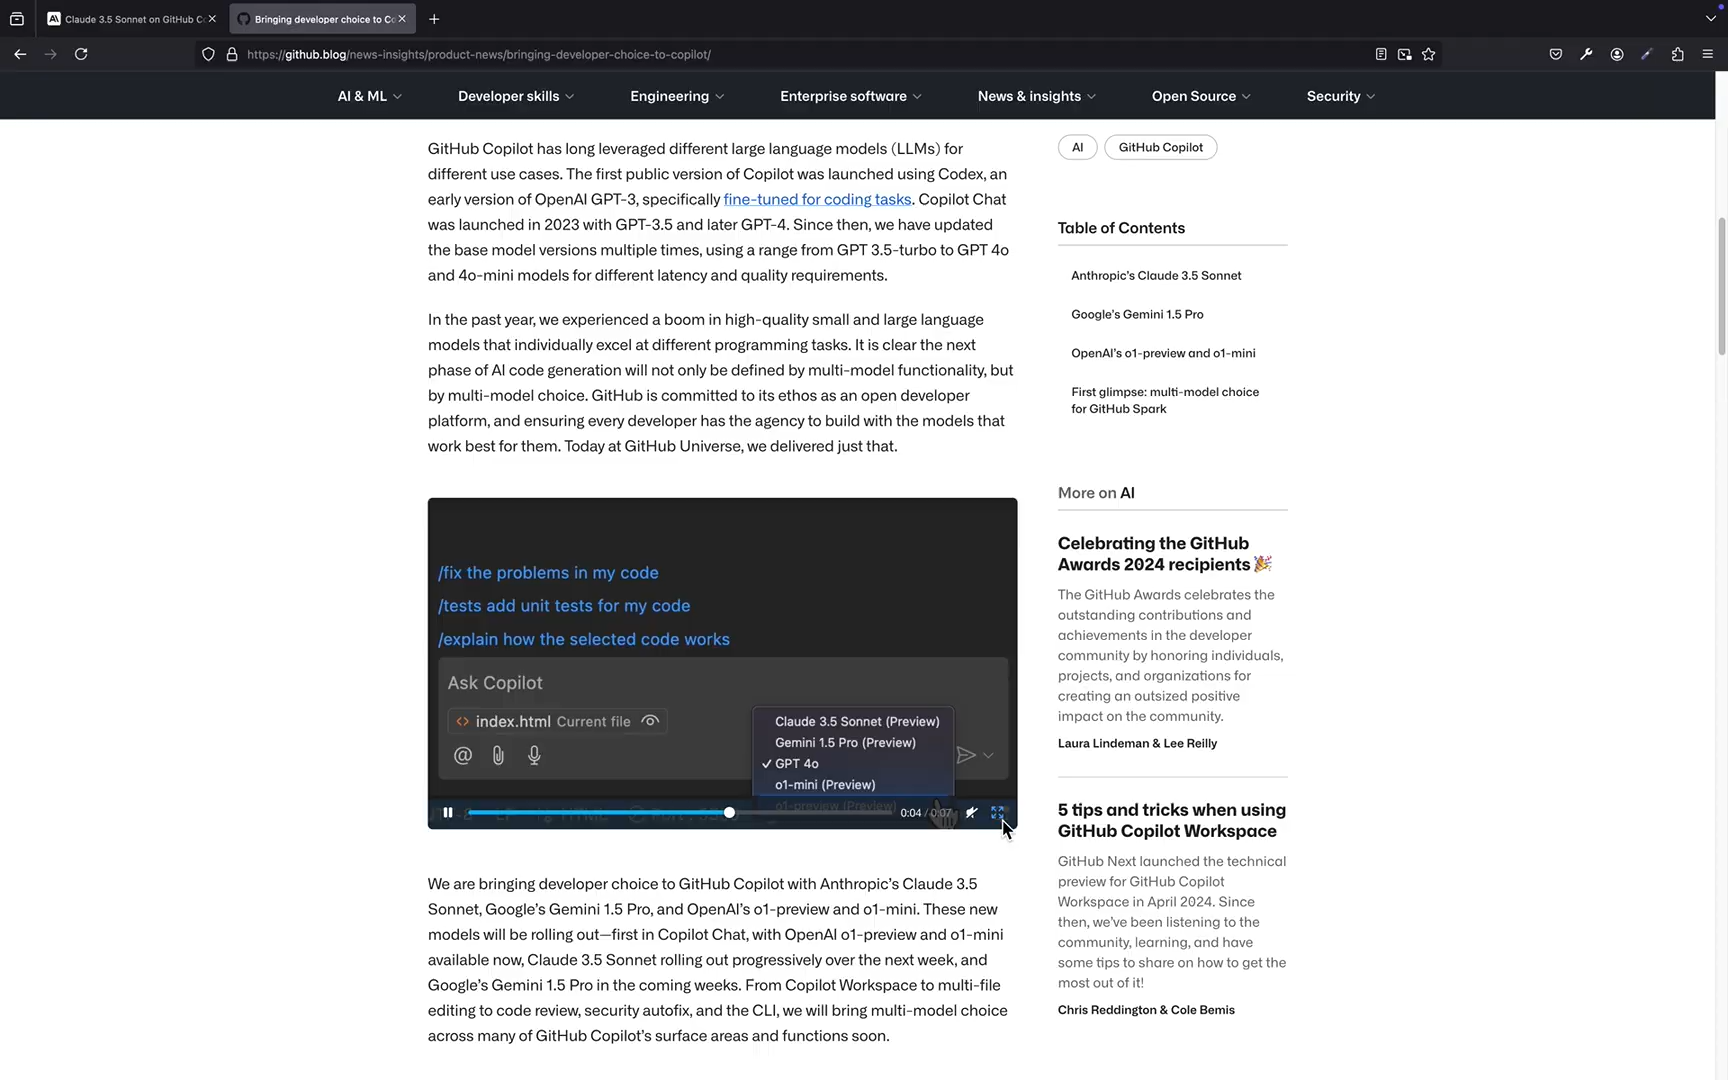 Claude 3.5 Sonnet on GitHub Co
Bringing developer choice to Co
https://github.blog/news-insights/product-news/bringing-developer-choice-to-copilot/
AI & ML
Developer skills
Engineering
Enterprise software
News & insights
Open Source
Security
GitHub Copilot has long leveraged different large language models (LLMs) for
different use cases. The first public version of Copilot was launched using Codex, an
early version of OpenAI GPT-3, specifically fine-tuned for coding tasks. Copilot Chat
was launched in 2023 with GPT-3.5 and later GPT-4. Since then, we have updated
the base model versions multiple times, using a range from GPT 3.5-turbo to GPT 4o
and 4o-mini models for different latency and quality requirements.
In the past year, we experienced a boom in high-quality small and large language
models that individually excel at different programming tasks. It is clear the next
phase of AI code generation will not only be defined by multi-model functionality, but
by multi-model choice. GitHub is committed to its ethos as an open developer
platform, and ensuring every developer has the agency to build with the models that
work best for them. Today at GitHub Universe, we delivered just that.
/fix the problems in my code
/tests add unit tests for my code
/explain how the selected code works
Ask Copilot
<> index.html Current file
Claude 3.5 Sonnet (Preview)
Gemini 1.5 Pro (Preview)
✓ GPT 4o
o1-mini (Preview)
o1-preview (Preview)
@
0:04 / 0:07
We are bringing developer choice to GitHub Copilot with Anthropic's Claude 3.5
Sonnet, Google's Gemini 1.5 Pro, and OpenAI's o1-preview and o1-mini. These new
models will be rolling out—first in Copilot Chat, with OpenAI o1-preview and o1-mini
available now, Claude 3.5 Sonnet rolling out progressively over the next week, and
Google's Gemini 1.5 Pro in the coming weeks. From Copilot Workspace to multi-file
editing to code review, security autofix, and the CLI, we will bring multi-model choice
across many of GitHub Copilot's surface areas and functions soon.
AI
GitHub Copilot
Table of Contents
Anthropic's Claude 3.5 Sonnet
Google's Gemini 1.5 Pro
OpenAI's o1-preview and o1-mini
First glimpse: multi-model choice
for GitHub Spark
More on AI
Celebrating the GitHub
Awards 2024 recipients 🎉
The GitHub Awards celebrates the
outstanding contributions and
achievements in the developer
community by honoring individuals,
projects, and organizations for
creating an outsized positive
impact on the community.
Laura Lindeman & Lee Reilly
5 tips and tricks when using
GitHub Copilot Workspace
GitHub Next launched the technical
preview for GitHub Copilot
Workspace in April 2024. Since
then, we've been listening to the
community, learning, and have
some tips to share on how to get the
most out of it!
Chris Reddington & Cole Bemis